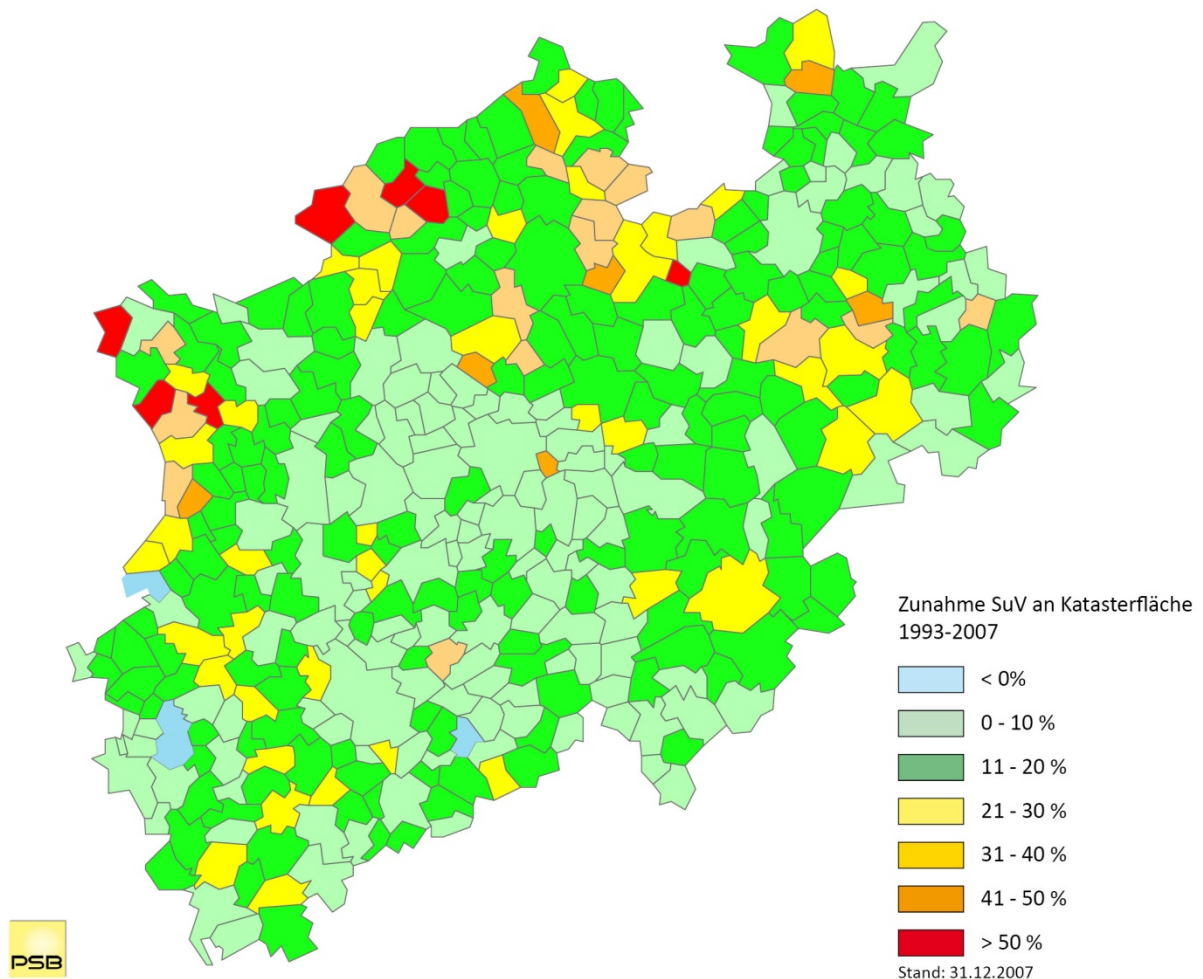 Zunahme SuV an Katasterfläche
1993-2007
< 0%
0 - 10 %
11 - 20 %
21 - 30 %
31 - 40 %
41 - 50 %
> 50 %
Stand: 31.12.2007
PSB